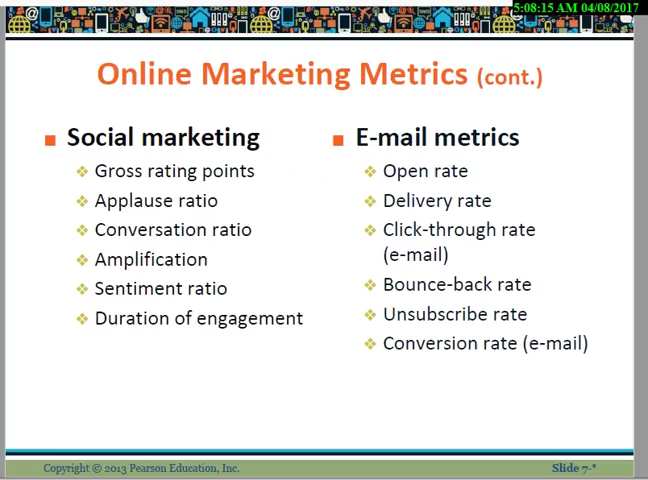 5:08:15 AM 04/08/2017
Online Marketing Metrics (cont.)
Social marketing
Gross rating points
Applause ratio
Conversation ratio
Amplification
Sentiment ratio
Duration of engagement
E-mail metrics
Open rate
Delivery rate
Click-through rate
(e-mail)
Bounce-back rate
Unsubscribe rate
Conversion rate (e-mail)
Copyright © 2013 Pearson Education, Inc.
Slide 7-*